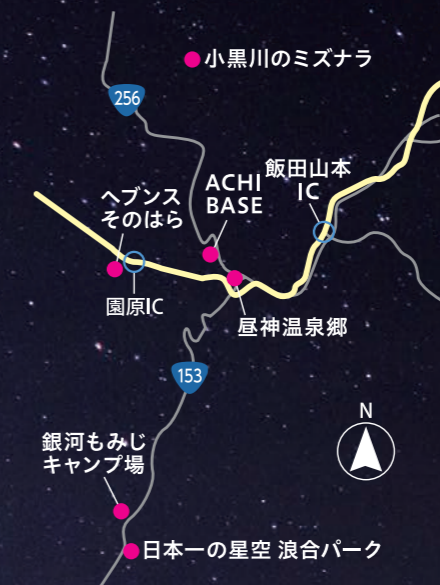 小黒川のミズナラ
256
飯田山本
IC
ACHI
BASE
ヘブンス
そのはら
園原IC
昼神温泉郷
153
N
銀河もみじ
キャンプ場
日本一の星空 浪合パーク